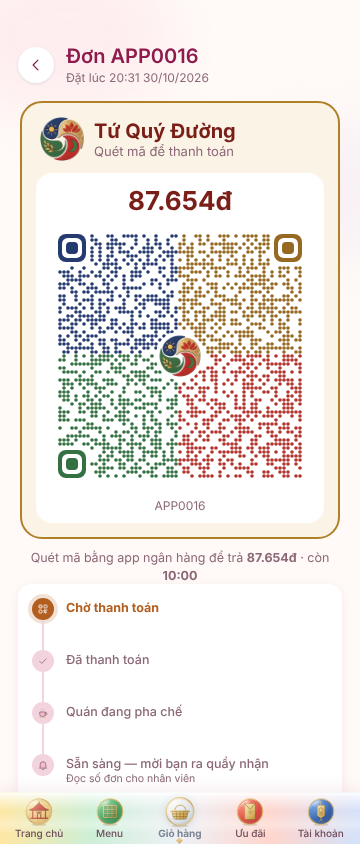 Đơn APP0016
Đặt lúc 20:31 30/10/2026
Tứ Quý Đường
Quét mã để thanh toán
87.654đ
APP0016
Quét mã bằng app ngân hàng để trả 87.654đ · còn
10:00
Chờ thanh toán
Đã thanh toán
Quán đang pha chế
Sẵn sàng — mời bạn ra quầy nhận
Đọc số đơn cho nhân viên
Trang chủ
Menu
Giỏ hàng
Ưu đãi
Tài khoản